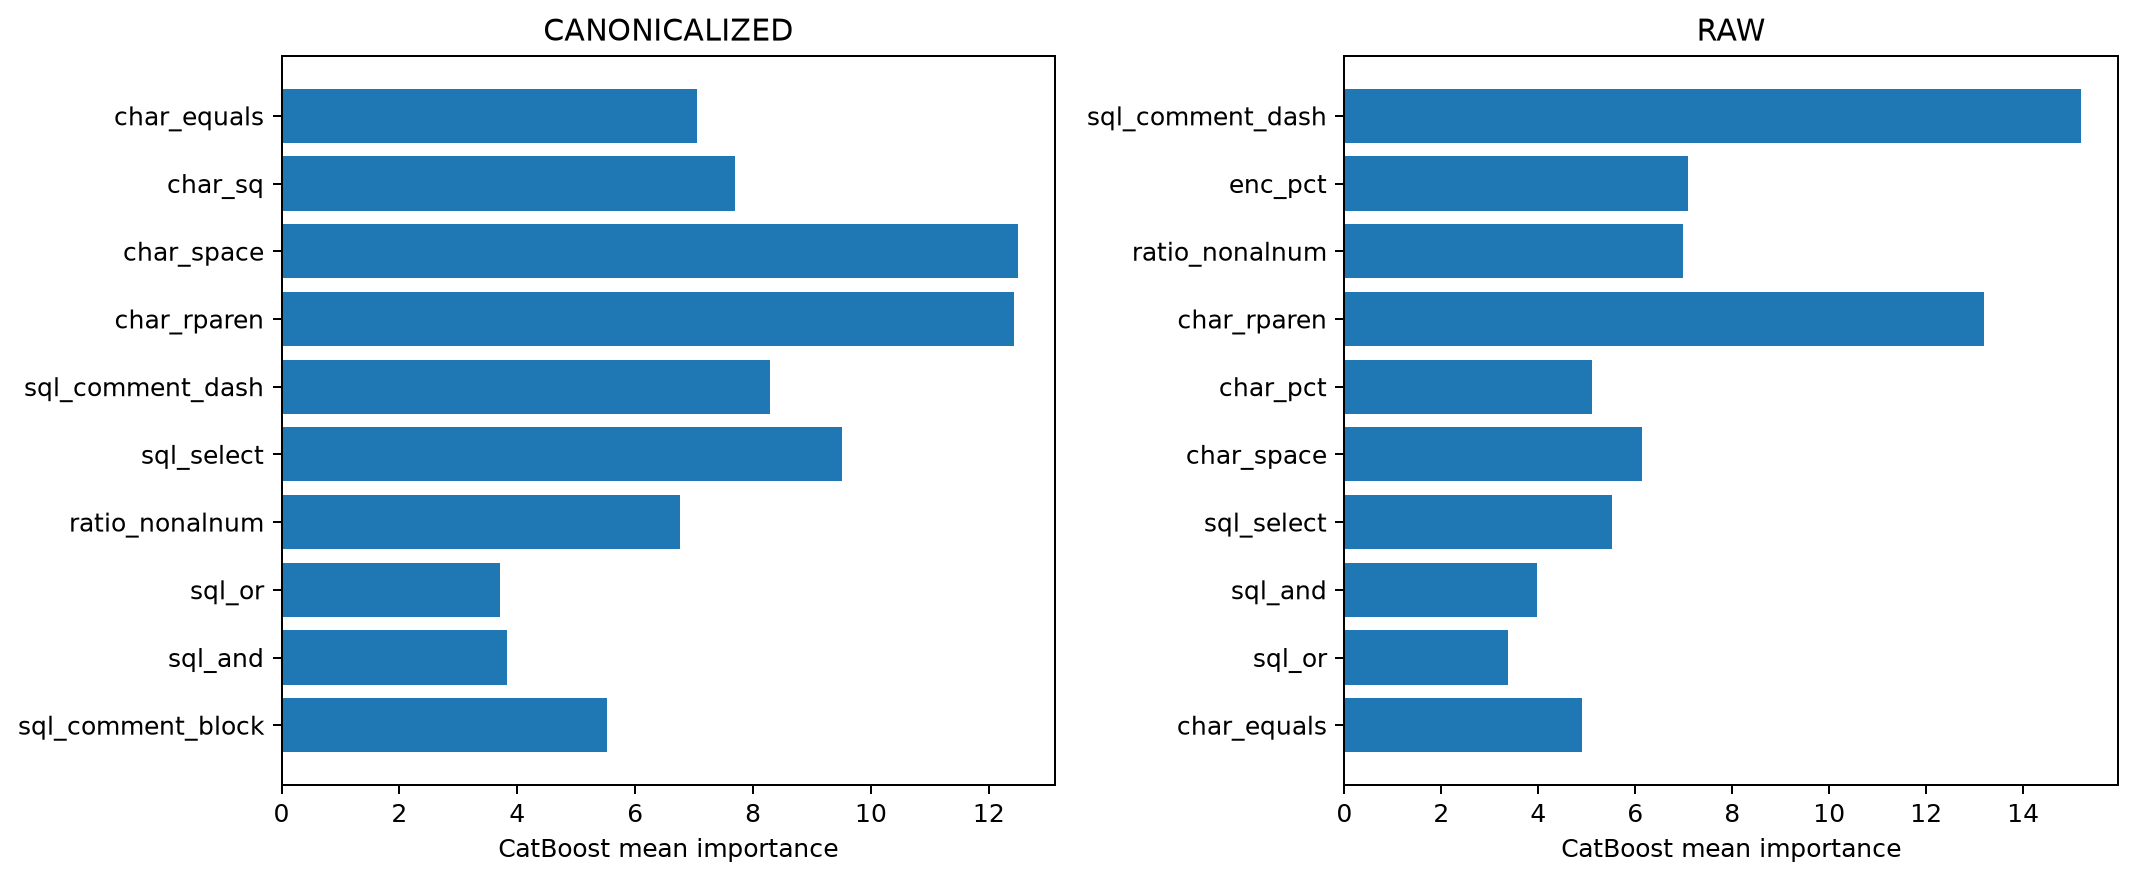 CANONICALIZED
char_equals
char_sq
char_space
char_rparen
sql_comment_dash
sql_select
ratio_nonalnum
sql_or
sql_and
sql_comment_block
0 2 4 6 8 10 12
CatBoost mean importance
RAW
sql_comment_dash
enc_pct
ratio_nonalnum
char_rparen
char_pct
char_space
sql_select
sql_and
sql_or
char_equals
0 2 4 6 8 10 12 14
CatBoost mean importance